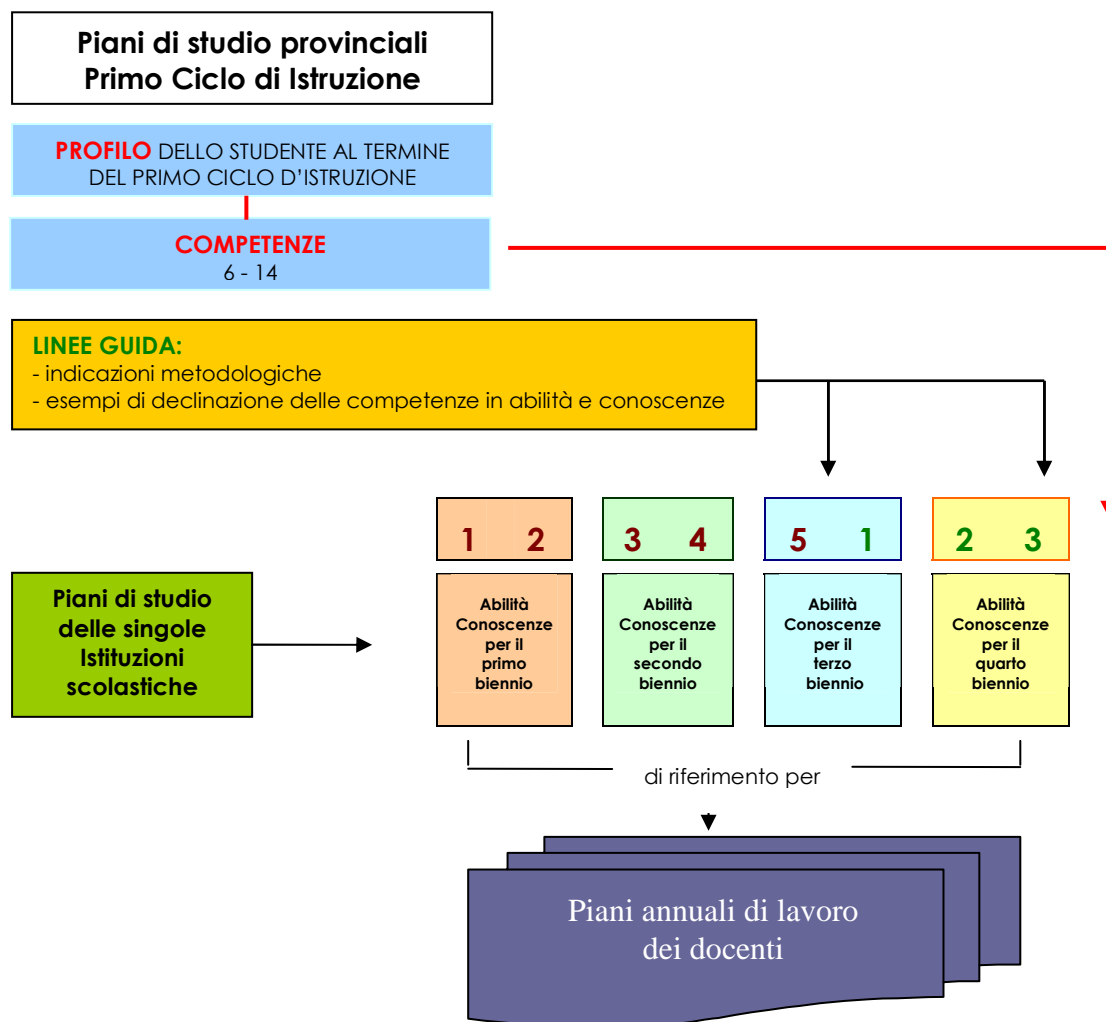 Piani di studio provinciali
Primo Ciclo di Istruzione
PROFILO DELLO STUDENTE AL TERMINE
DEL PRIMO CICLO D'ISTRUZIONE
COMPETENZE
6 - 14
LINEE GUIDA:
- indicazioni metodologiche
- esempi di declinazione delle competenze in abilità e conoscenze
1 2
3 4
5 1
2 3
Piani di studio
delle singole
Istituzioni
scolastiche
Abilità
Conoscenze
per il
primo
biennio
Abilità
Conoscenze
per il
secondo
biennio
Abilità
Conoscenze
per il
terzo
biennio
Abilità
Conoscenze
per il
quarto
biennio
di riferimento per
Piani annuali di lavoro
dei docenti